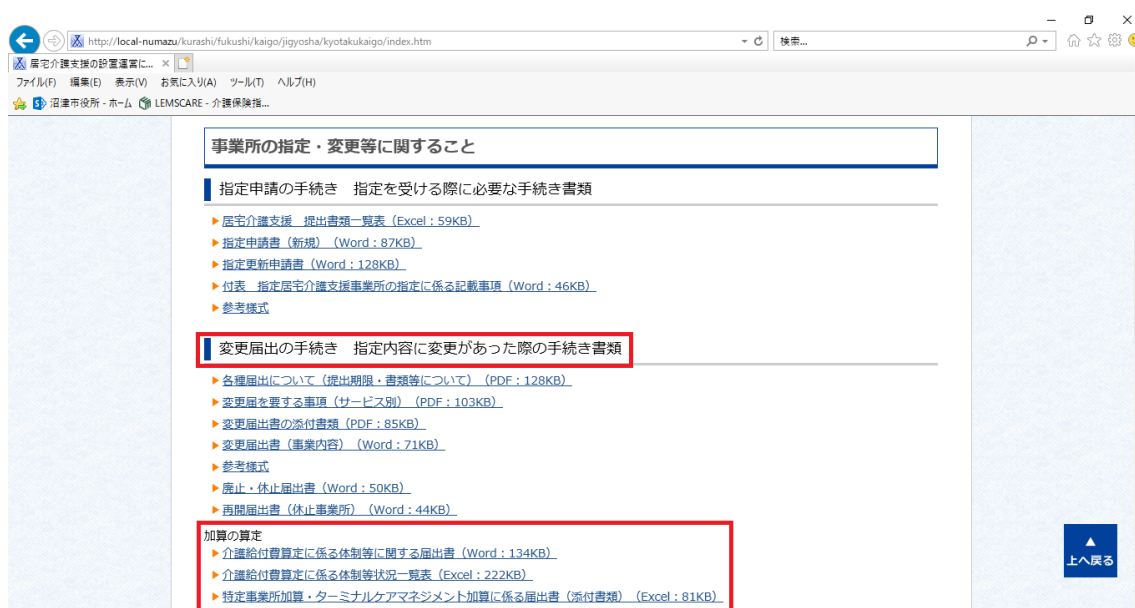 http://local-numazu/kurashi/fukushi/kaigo/jigyosha/kyotakukaigo/index.htm
検索...
居宅介護支援の設置運営に...
ファイル(F) 編集(E) 表示(V) お気に入り(A) ツール(T) ヘルプ(H)
沼津市役所 - ホーム LEMSCARE - 介護保険指...
事業所の指定・変更等に関すること
指定申請の手続き 指定を受ける際に必要な手続き書類
居宅介護支援 提出書類一覧表（Excel：59KB）
指定申請書（新規）（Word：87KB）
指定更新申請書（Word：128KB）
付表 指定居宅介護支援事業所の指定に係る記載事項（Word：46KB）
参考様式
変更届出の手続き 指定内容に変更があった際の手続き書類
各種届出について（提出期限・書類等について）（PDF：128KB）
変更届を要する事項（サービス別）（PDF：103KB）
変更届出書の添付書類（PDF：85KB）
変更届出書（事業内容）（Word：71KB）
参考様式
廃止・休止届出書（Word：50KB）
再開届出書（休止事業所）（Word：44KB）
加算の算定
介護給付費算定に係る体制等に関する届出書（Word：134KB）
介護給付費算定に係る体制等状況一覧表（Excel：222KB）
特定事業所加算・ターミナルケアマネジメント加算に係る届出書（添付書類）（Excel：81KB）
▲
上へ戻る